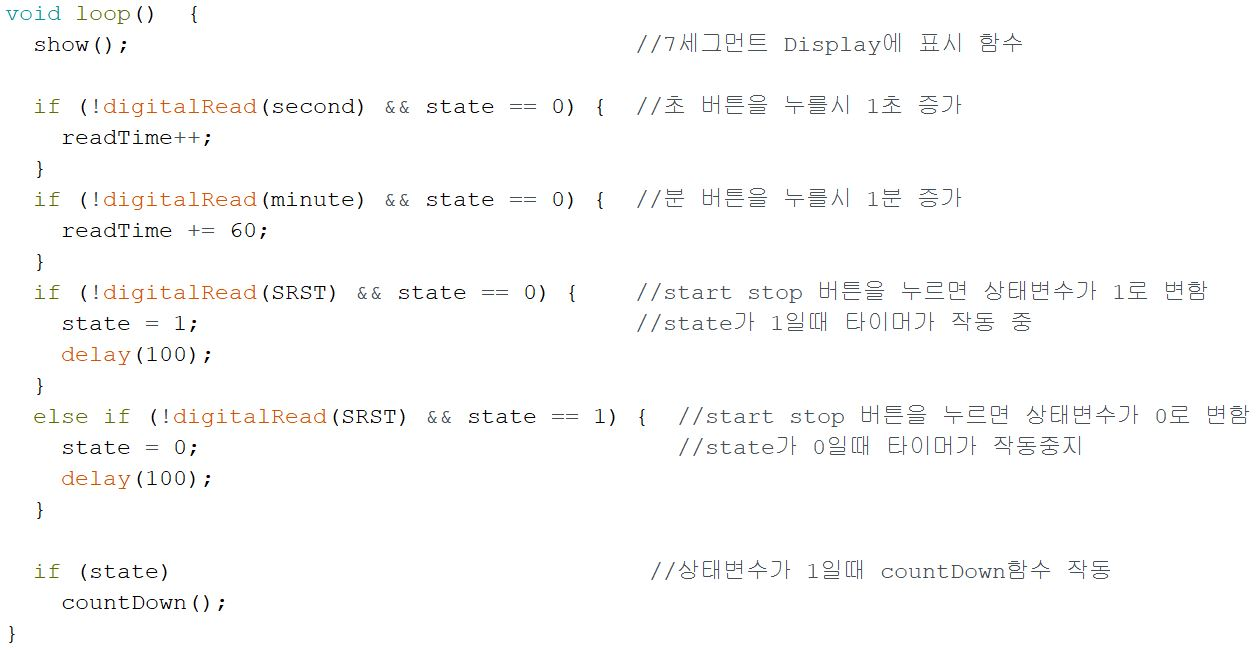 void loop()  {
  show();                                    //7세그먼트 Display에 표시 함수
  if (!digitalRead(second) && state == 0) {  //초 버튼을 누를시 1초 증가
    readTime++;
  }
  if (!digitalRead(minute) && state == 0) {  //분 버튼을 누를시 1분 증가
    readTime += 60;
  }
  if (!digitalRead(SRST) && state == 0) {    //start stop 버튼을 누르면 상태변수가 1로 변함
    state = 1;                               //state가 1일때 타이머가 작동 중
    delay(100);
  }
  else if (!digitalRead(SRST) && state == 1) {  //start stop 버튼을 누르면 상태변수가 0로 변함
    state = 0;                                  //state가 0일때 타이머가 작동중지
    delay(100);
  }
  if (state)                                  //상태변수가 1일때 countDown함수 작동
    countDown();
}